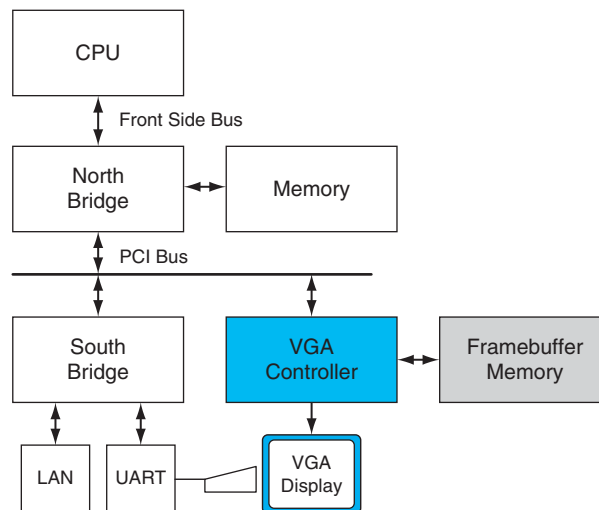 CPU
Front Side Bus
North
Bridge
Memory
PCI Bus
South
Bridge
VGA
Controller
Framebuffer
Memory
LAN
UART
VGA
Display